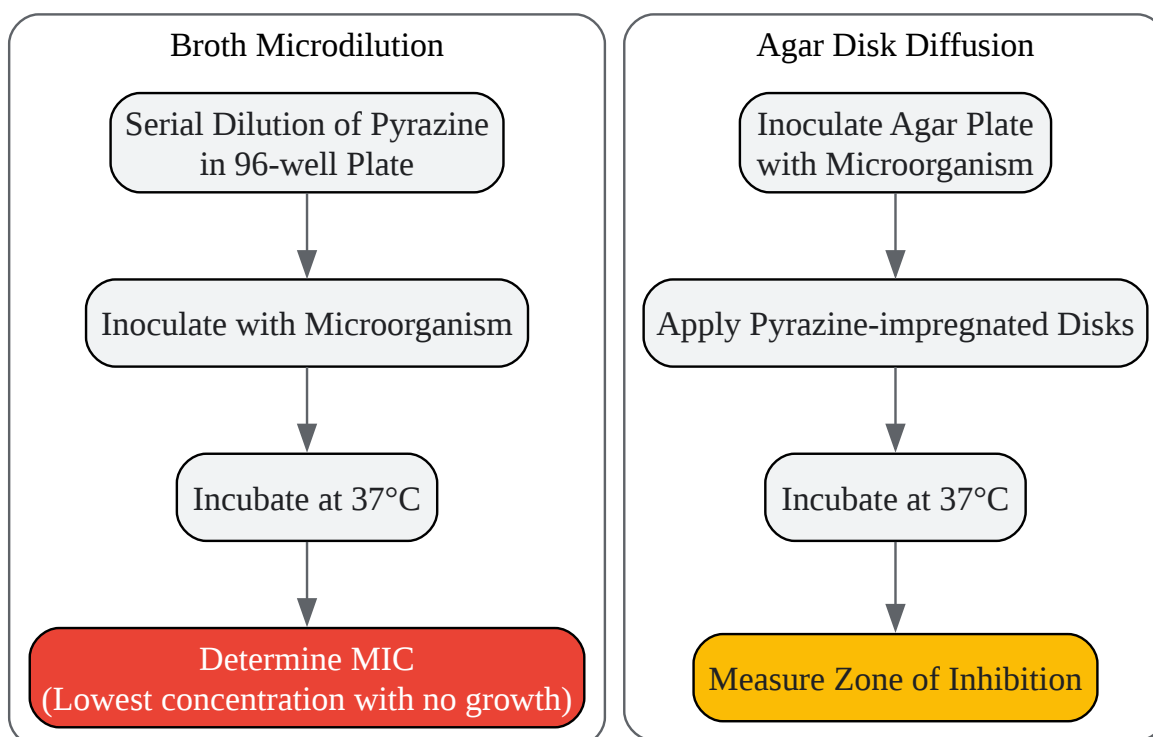 Broth Microdilution
Serial Dilution of Pyrazine
in 96-well Plate
Inoculate with Microorganism
Incubate at 37°C
Determine MIC
(Lowest concentration with no growth)
Agar Disk Diffusion
Inoculate Agar Plate
with Microorganism
Apply Pyrazine-impregnated Disks
Incubate at 37°C
Measure Zone of Inhibition